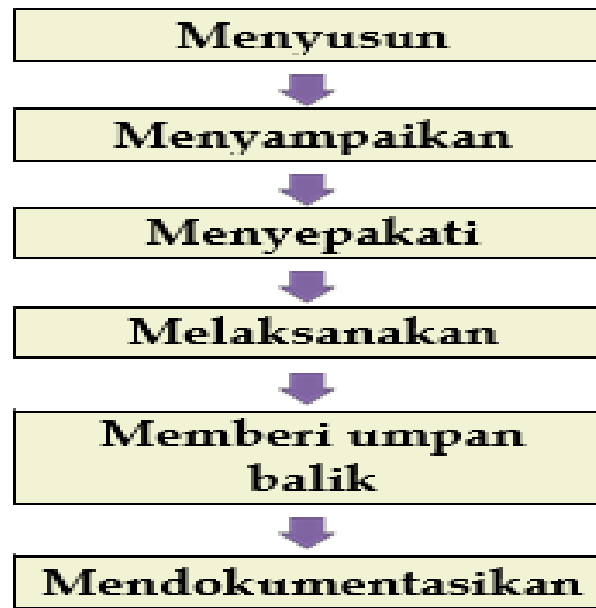 Menyusun
Menyampaikan
Menyepakati
Melaksanakan
Memberi umpan
balik
Mendokumentasikan